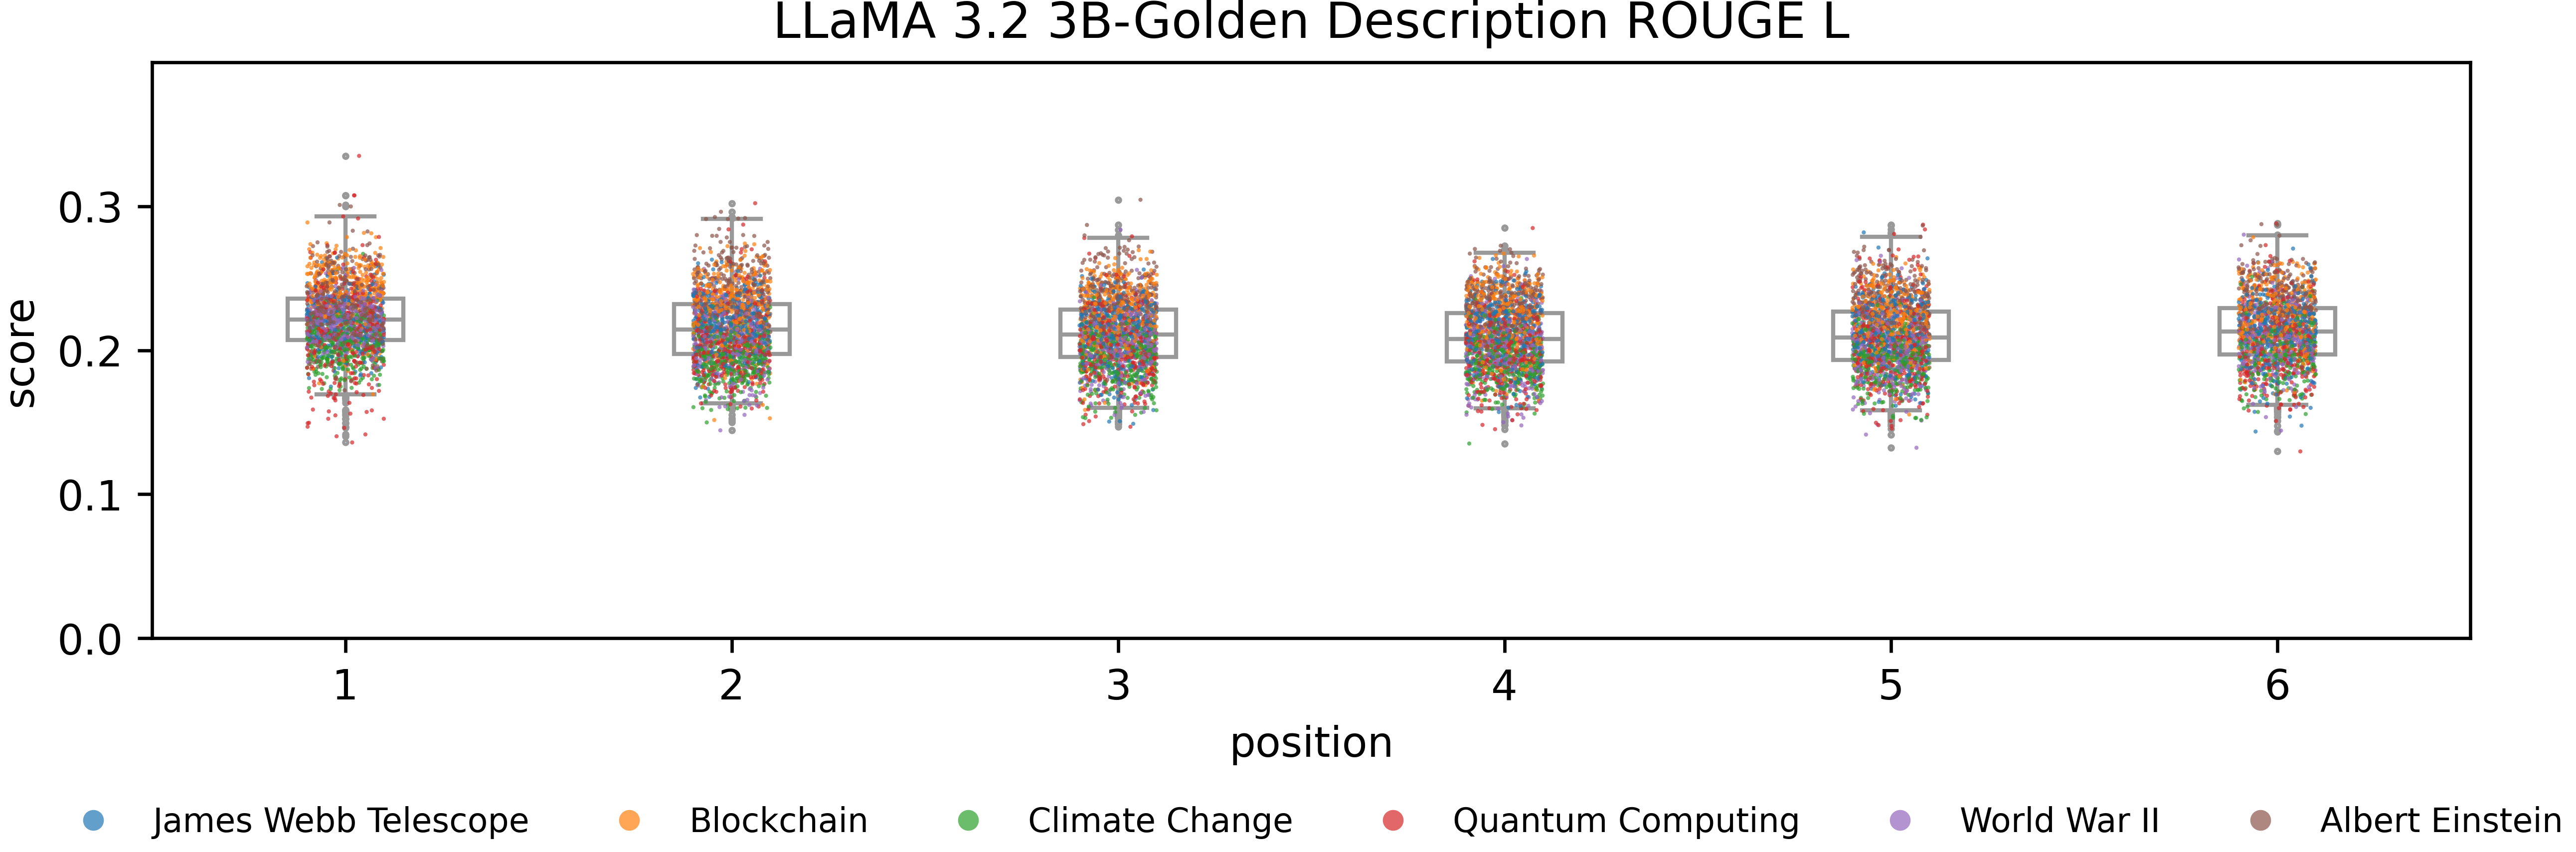 LLaMA 3.2 3B-Golden Description ROUGE L
score
0.3
0.2
0.1
0.0
1 2 3 4 5 6
position
James Webb Telescope Blockchain Climate Change Quantum Computing World War II Albert Einstein